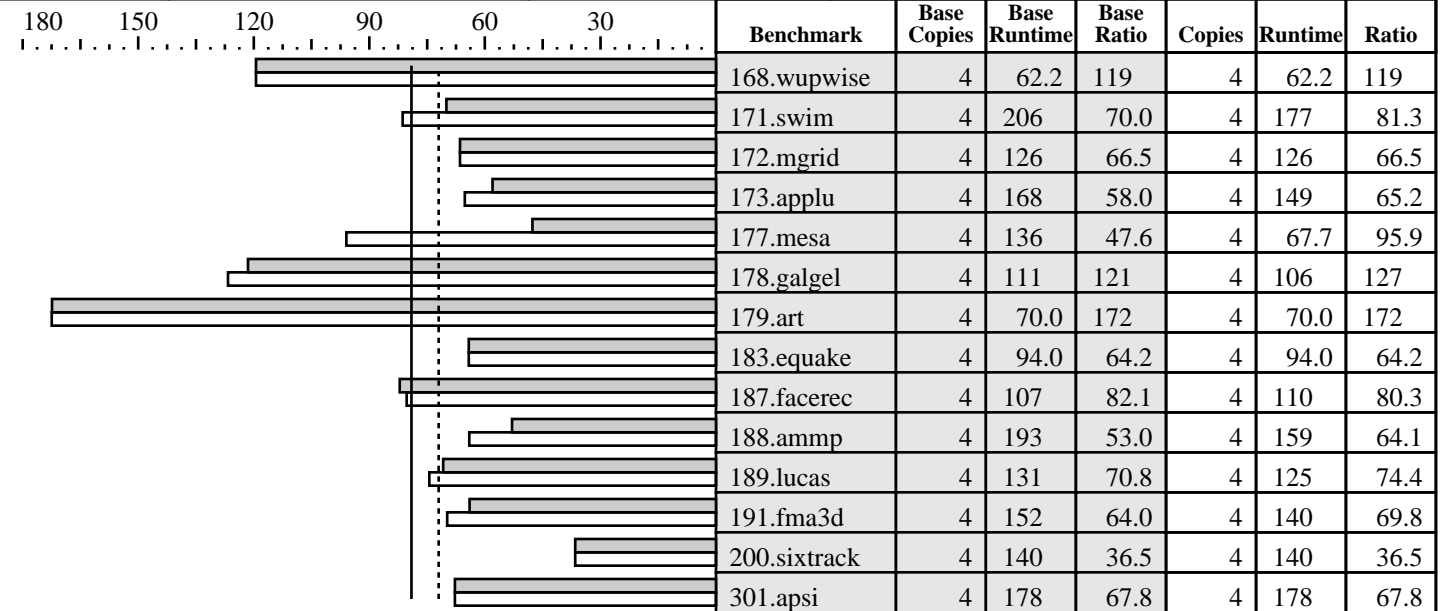 180 150 120 90 60 30
Benchmark Base Copies Base Runtime Base Ratio Copies Runtime Ratio
168.wupwise 4 62.2 119 4 62.2 119
171.swim 4 206 70.0 4 177 81.3
172.mgrid 4 126 66.5 4 126 66.5
173.applu 4 168 58.0 4 149 65.2
177.mesa 4 136 47.6 4 67.7 95.9
178.galgel 4 111 121 4 106 127
179.art 4 70.0 172 4 70.0 172
183.equake 4 94.0 64.2 4 94.0 64.2
187.facerec 4 107 82.1 4 110 80.3
188.ammp 4 193 53.0 4 159 64.1
189.lucas 4 131 70.8 4 125 74.4
191.fma3d 4 152 64.0 4 140 69.8
200.sixtrack 4 140 36.5 4 140 36.5
301.apsi 4 178 67.8 4 178 67.8